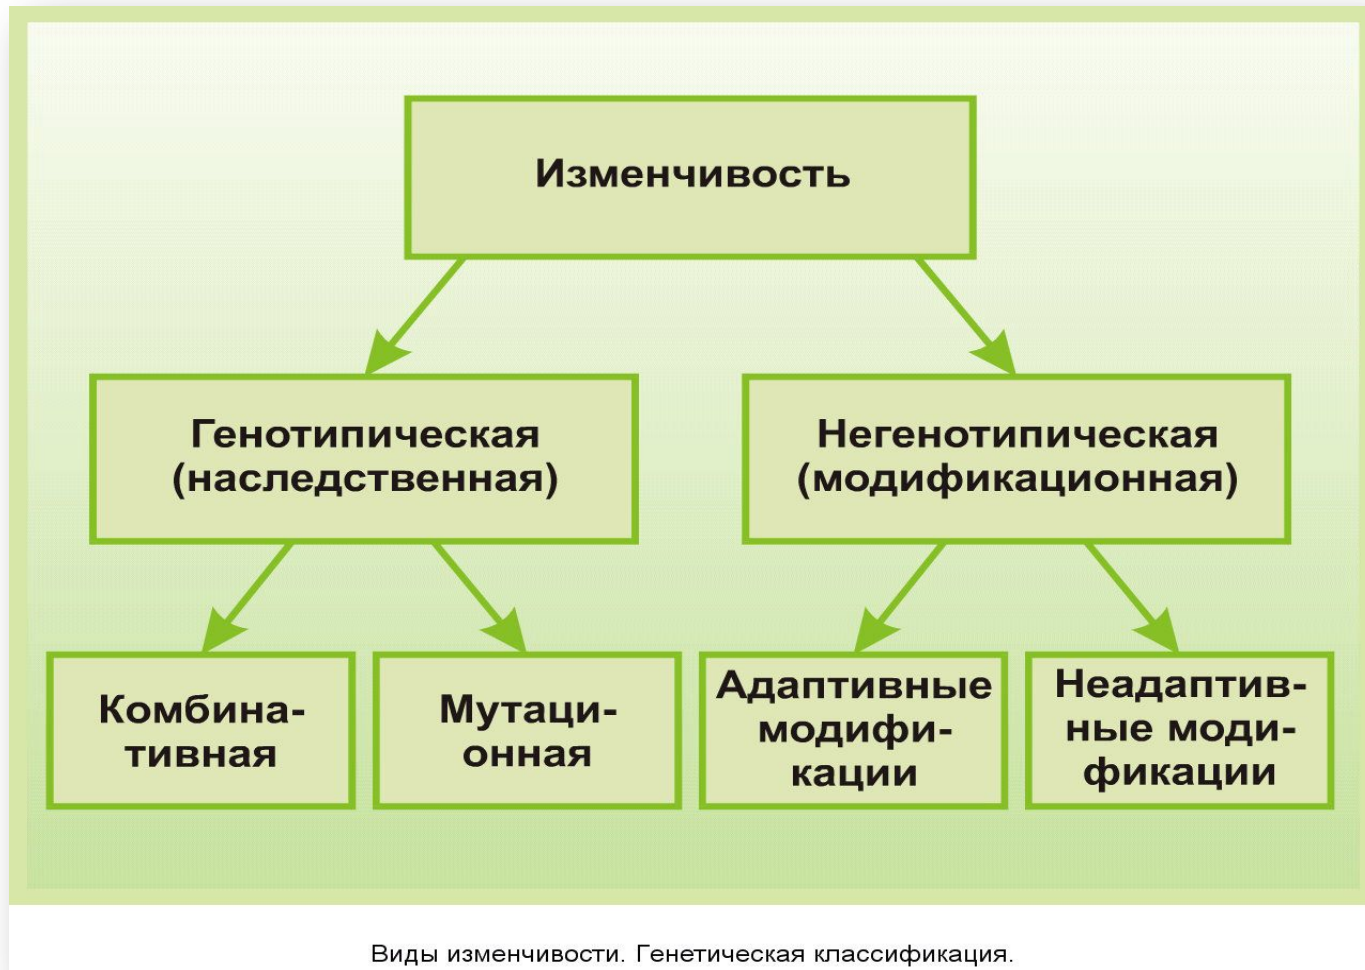 Изменчивость
Генотипическая
(наследственная)
Негенотипическая
(модификационная)
Комбина-
тивная
Мутаци-
онная
Адаптивные
модифи-
кации
Неадаптив-
ные моди-
фикации
Виды изменчивости. Генетическая классификация.